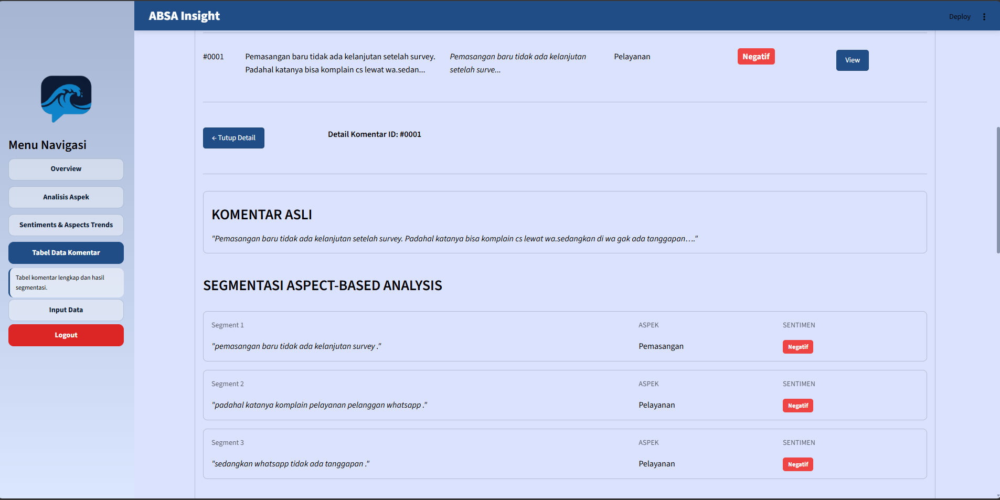 ABSA Insight
Deploy
Menu Navigasi
Overview
Analisis Aspek
Sentiments & Aspects Trends
Tabel Data Komentar
Tabel komentar lengkap dan hasil
segmentasi.
Input Data
Logout
#0001
Pemasangan baru tidak ada kelanjutan setelah survey.
Padahal katanya bisa komplain cs lewat wa.sedan...
Pemasangan baru tidak ada kelanjutan
setelah surve...
Pelayanan
Negatif
View
← Tutup Detail
Detail Komentar ID: #0001
KOMENTAR ASLI
"Pemasangan baru tidak ada kelanjutan setelah survey. Padahal katanya bisa komplain cs lewat wa.sedangkan di wa gak ada tanggapan…."
SEGMENTASI ASPECT-BASED ANALYSIS
Segment 1
ASPEK
SENTIMEN
"pemasangan baru tidak ada kelanjutan survey ."
Pemasangan
Negatif
Segment 2
ASPEK
SENTIMEN
"padahal katanya komplain pelayanan pelanggan whatsapp ."
Pelayanan
Negatif
Segment 3
ASPEK
SENTIMEN
"sedangkan whatsapp tidak ada tanggapan ."
Pelayanan
Negatif